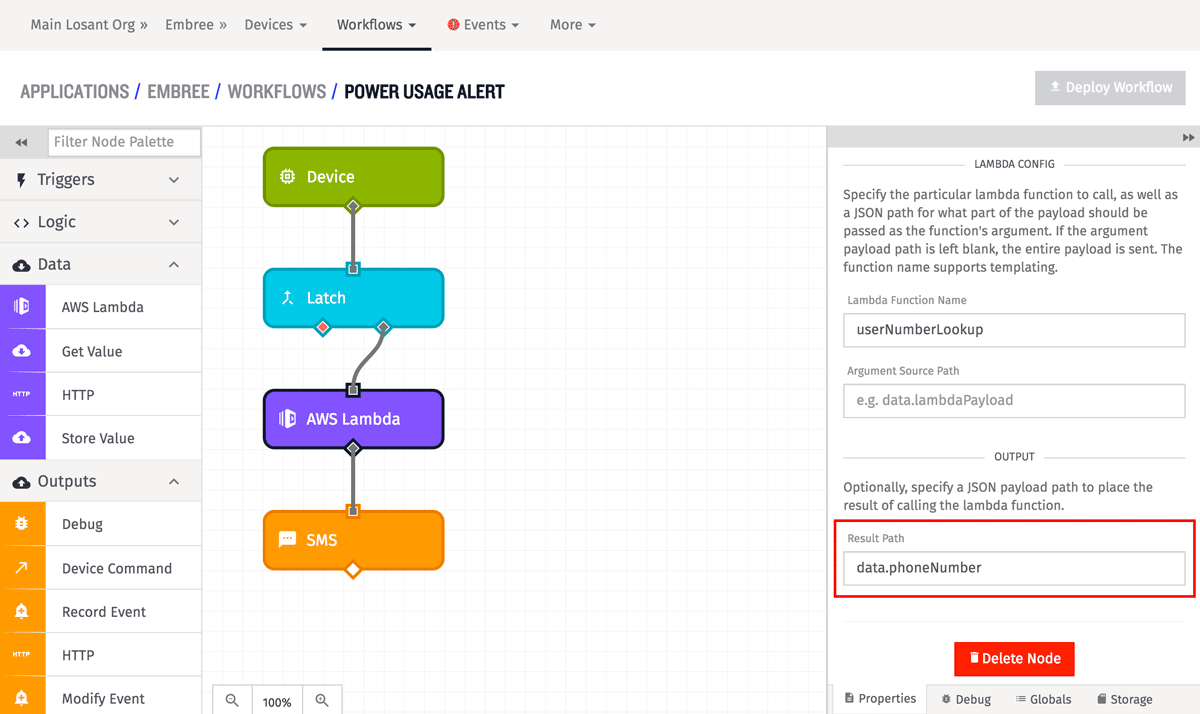 Main Losant Org » Embree » Devices Workflows Events More
APPLICATIONS / EMBREE / WORKFLOWS / POWER USAGE ALERT
Deploy Workflow
Filter Node Palette
Triggers
Logic
Data
AWS Lambda
Get Value
HTTP HTTP
Store Value
Outputs
Debug
Device Command
Record Event
HTTP HTTP
Modify Event
Device
Latch
AWS Lambda
SMS
100%
LAMBDA CONFIG
Specify the particular lambda function to call, as well as
a JSON path for what part of the payload should be
passed as the function's argument. If the argument
payload path is left blank, the entire payload is sent. The
function name supports templating.
Lambda Function Name
userNumberLookup
Argument Source Path
e.g. data.lambdaPayload
OUTPUT
Optionally, specify a JSON payload path to place the
result of calling the lambda function.
Result Path
data.phoneNumber
Delete Node
Properties Debug Globals Storage